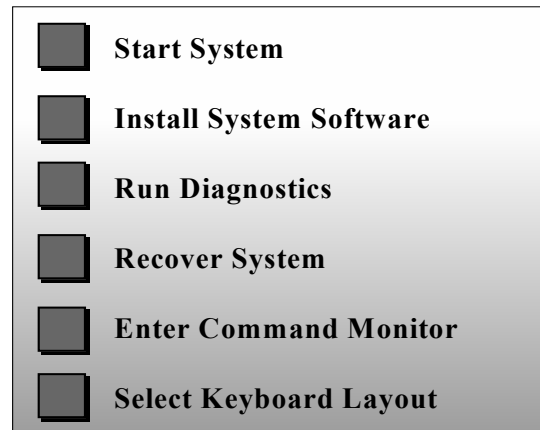 Start System
Install System Software
Run Diagnostics
Recover System
Enter Command Monitor
Select Keyboard Layout